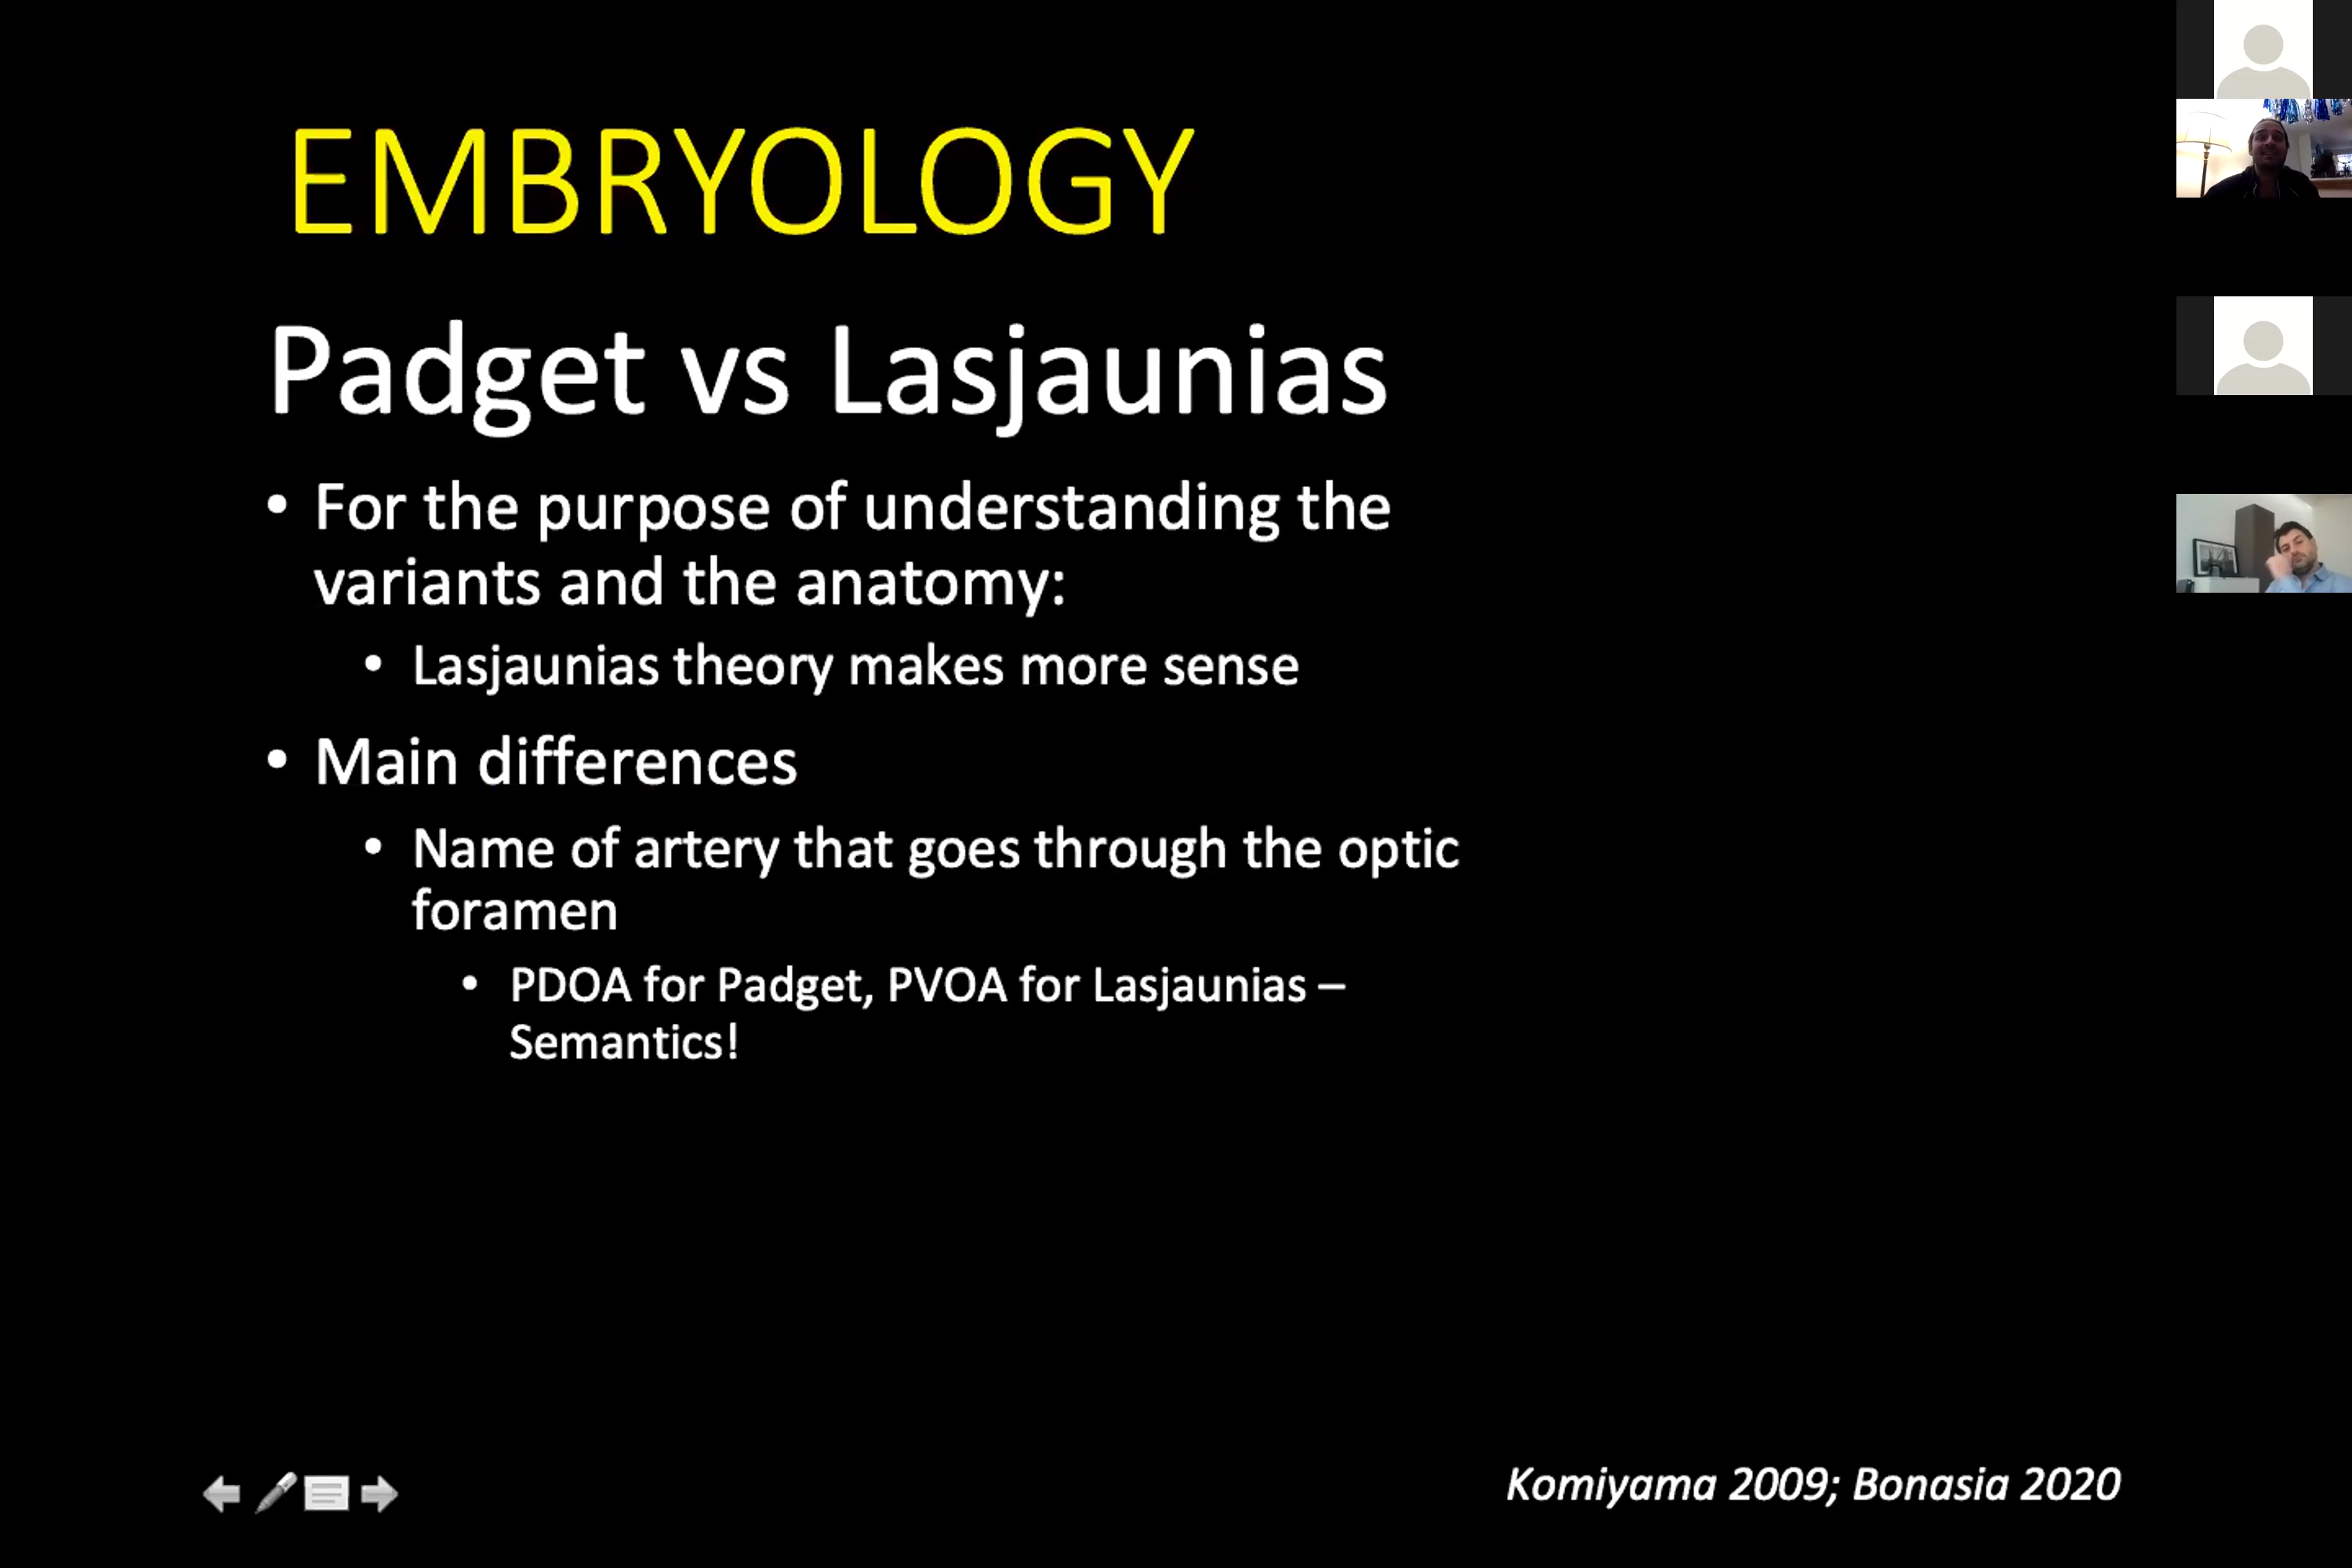 EMBRYOLOGY
Padget vs Lasjaunias
• For the purpose of understanding the
variants and the anatomy:
• Lasjaunias theory makes more sense
• Main differences
• Name of artery that goes through the optic
foramen
• PDOA for Padget, PVOA for Lasjaunias –
Semantics!
Komiyama 2009; Bonasia 2020